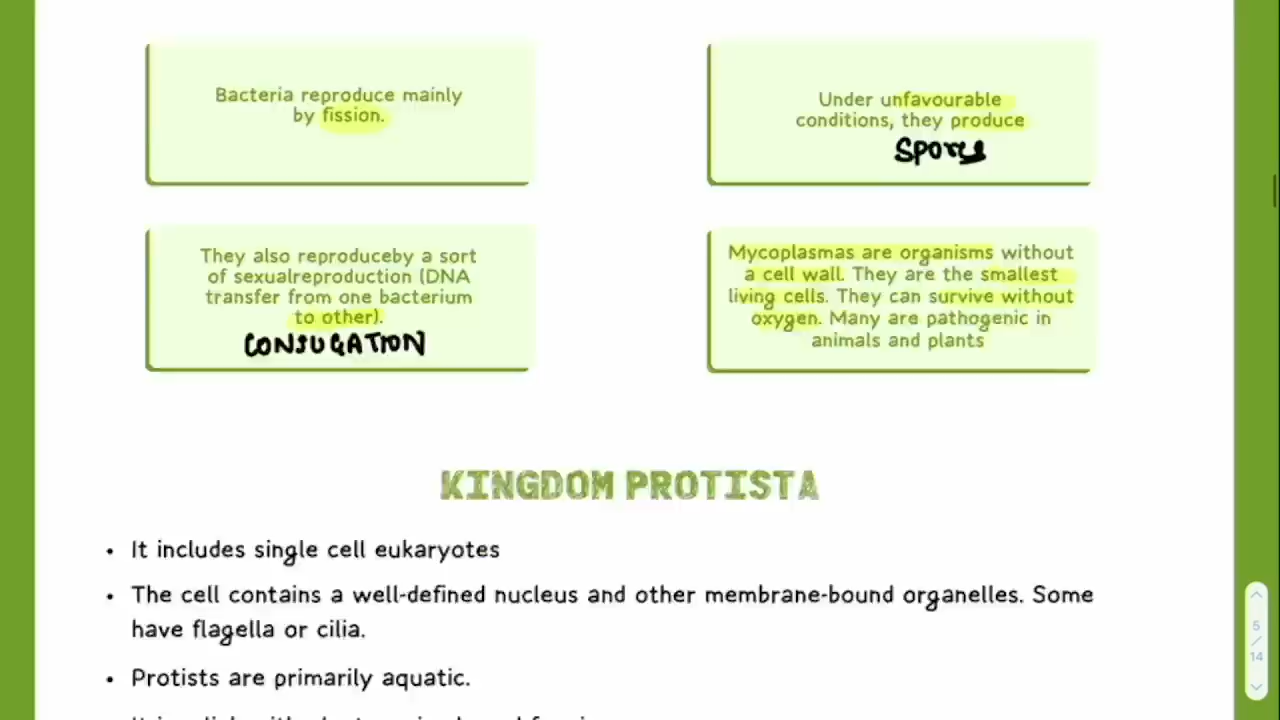 Bacteria reproduce mainly
by fission.
Under unfavourable
conditions, they produce
Spores
They also reproduceby a sort
of sexualreproduction (DNA
transfer from one bacterium
to other).
CONJUGATION
Mycoplasmas are organisms without
a cell wall. They are the smallest
living cells. They can survive without
oxygen. Many are pathogenic in
animals and plants
KINGDOM PROTISTA
• It includes single cell eukaryotes
• The cell contains a well-defined nucleus and other membrane-bound organelles. Some
have flagella or cilia.
• Protists are primarily aquatic.
5
/
14